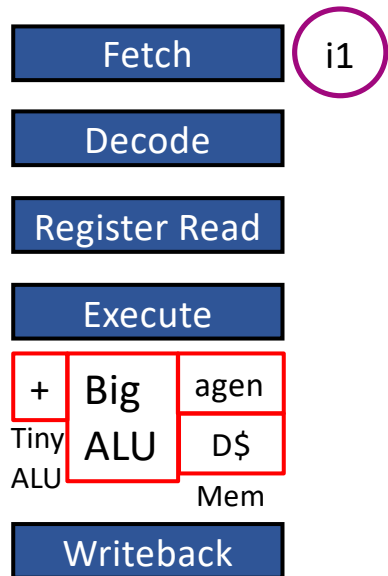 Fetch
i1
Decode
Register Read
Execute
+
Big
ALU
agen
D$
Tiny
ALU
Mem
Writeback